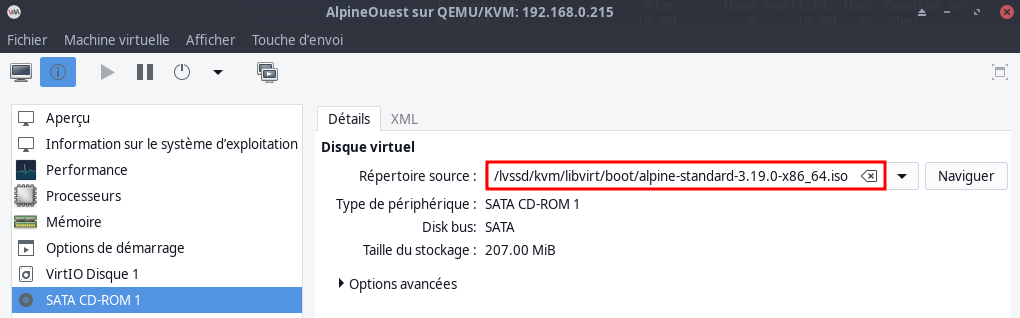 AlpineOuest sur QEMU/KVM: 192.168.0.215
Fichier Machine virtuelle Afficher Touche d'envoi
Aperçu
Information sur le système d'exploitation
Performance
Processeurs
Mémoire
Options de démarrage
VirtIO Disque 1
SATA CD-ROM 1
Détails XML
Disque virtuel
Répertoire source : /lvssd/kvm/libvirt/boot/alpine-standard-3.19.0-x86_64.iso Naviguer
Type de périphérique : SATA CD-ROM 1
Disk bus: SATA
Taille du stockage : 207.00 MiB
Options avancées